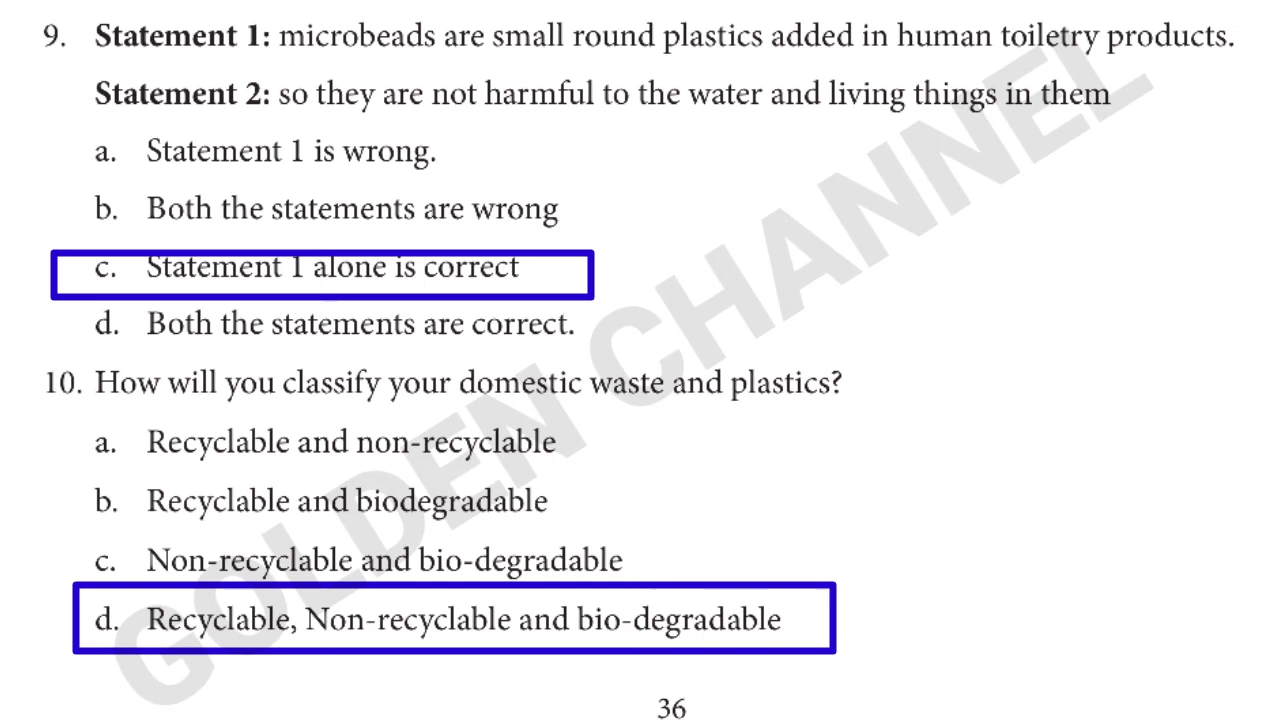 9. Statement 1: microbeads are small round plastics added in human toiletry products.
Statement 2: so they are not harmful to the water and living things in them
a. Statement 1 is wrong.
b. Both the statements are wrong
c. Statement 1 alone is correct
d. Both the statements are correct.
10. How will you classify your domestic waste and plastics?
a. Recyclable and non-recyclable
b. Recyclable and biodegradable
c. Non-recyclable and bio-degradable
d. Recyclable, Non-recyclable and bio-degradable
36
GOLDEN CHANNEL